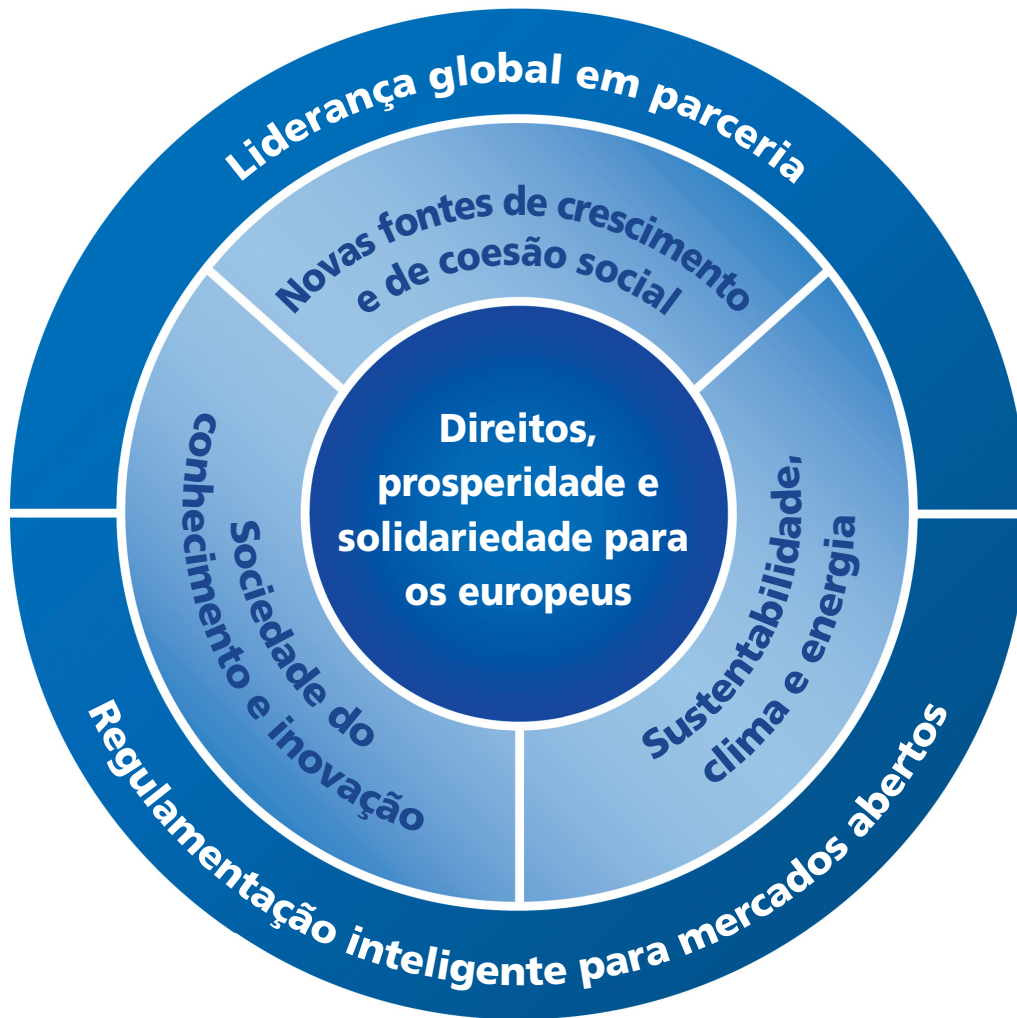 Liderança global em parceria
Novas fontes de crescimento
e de coesão social
Direitos,
prosperidade e
solidariedade para
os europeus
Sociedade do
conhecimento e inovação
Sustentabilidade,
clima e energia
Regulamentação inteligente para mercados abertos